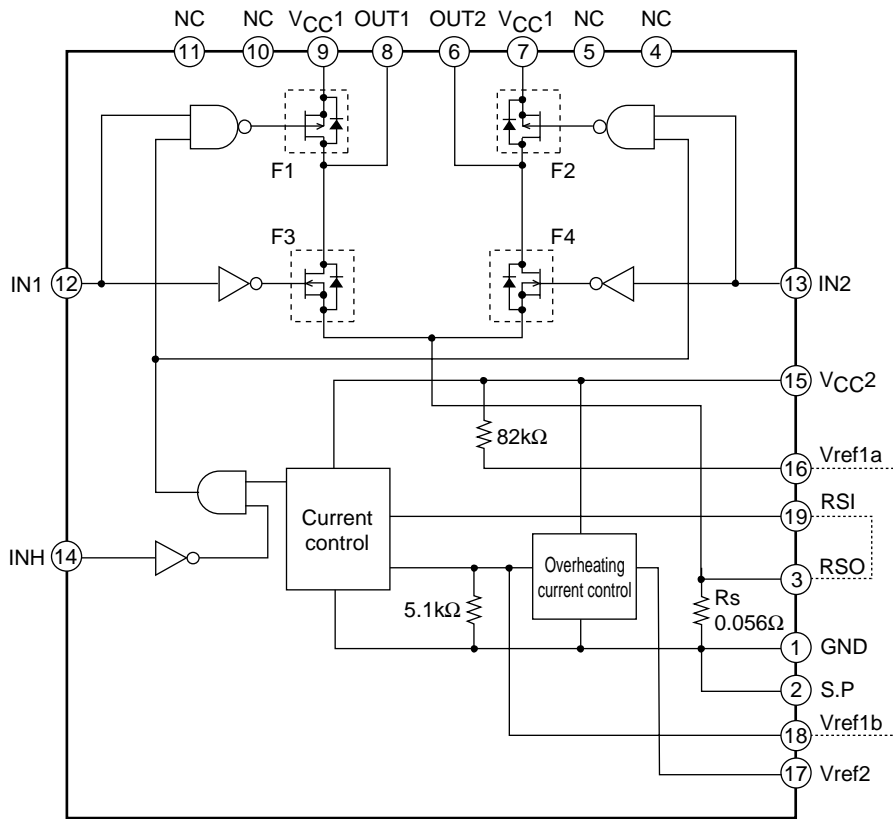 NC NC VCC1 OUT1 OUT2 VCC1 NC NC
11 10 9 8 6 7 5 4
F1 F2
F3 F4
IN1 12
13 IN2
15 VCC2
82kΩ
16 Vref1a
Current
control
19 RSI
INH 14
Overheating
current control
3 RSO
5.1kΩ
Rs
0.056Ω
1 GND
2 S.P
18 Vref1b
17 Vref2